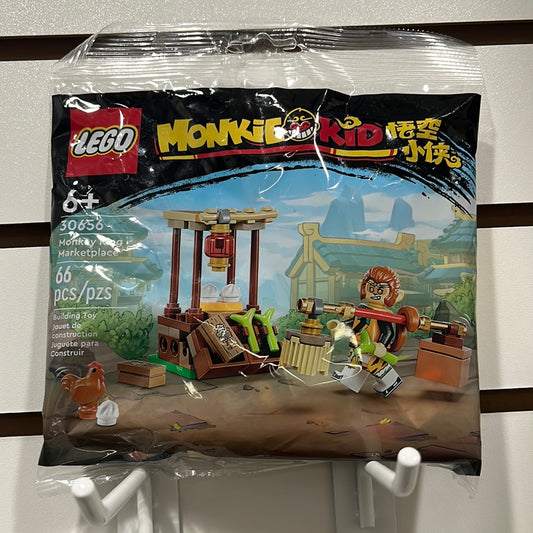 LEGO
MONKIE KID
悟空
小侠
6+
30656
Monkey King
Marketplace
66
pcs/pzs
Building Toy
Jouet de
construction
Juguete para
Construir